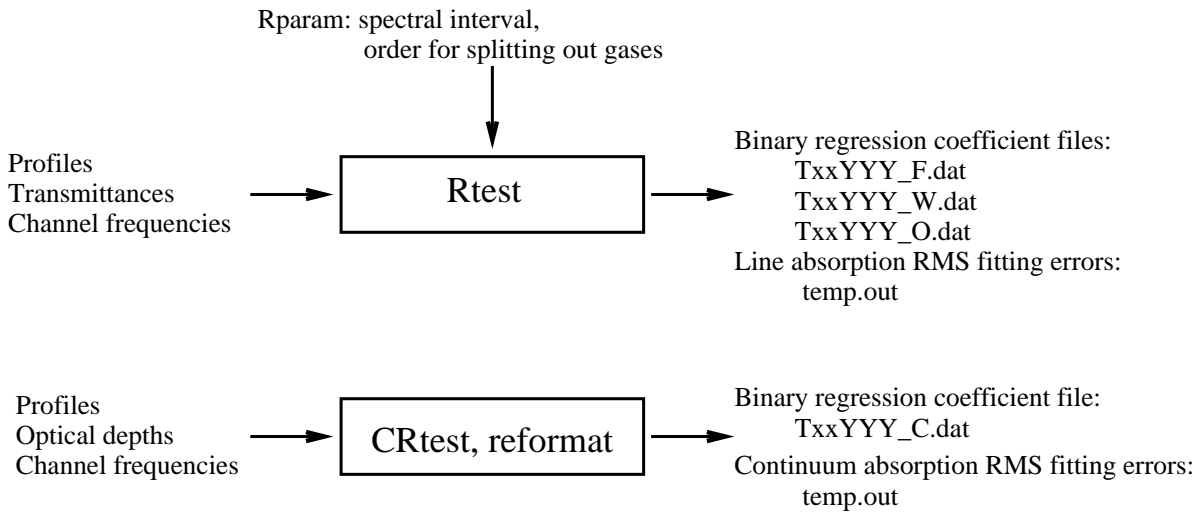 Rparam: spectral interval,
order for splitting out gases
Profiles
Transmittances
Channel frequencies
Rtest
Binary regression coefficient files:
TxxYYY_F.dat
TxxYYY_W.dat
TxxYYY_O.dat
Line absorption RMS fitting errors:
temp.out
Profiles
Optical depths
Channel frequencies
CRtest, reformat
Binary regression coefficient file:
TxxYYY_C.dat
Continuum absorption RMS fitting errors:
temp.out